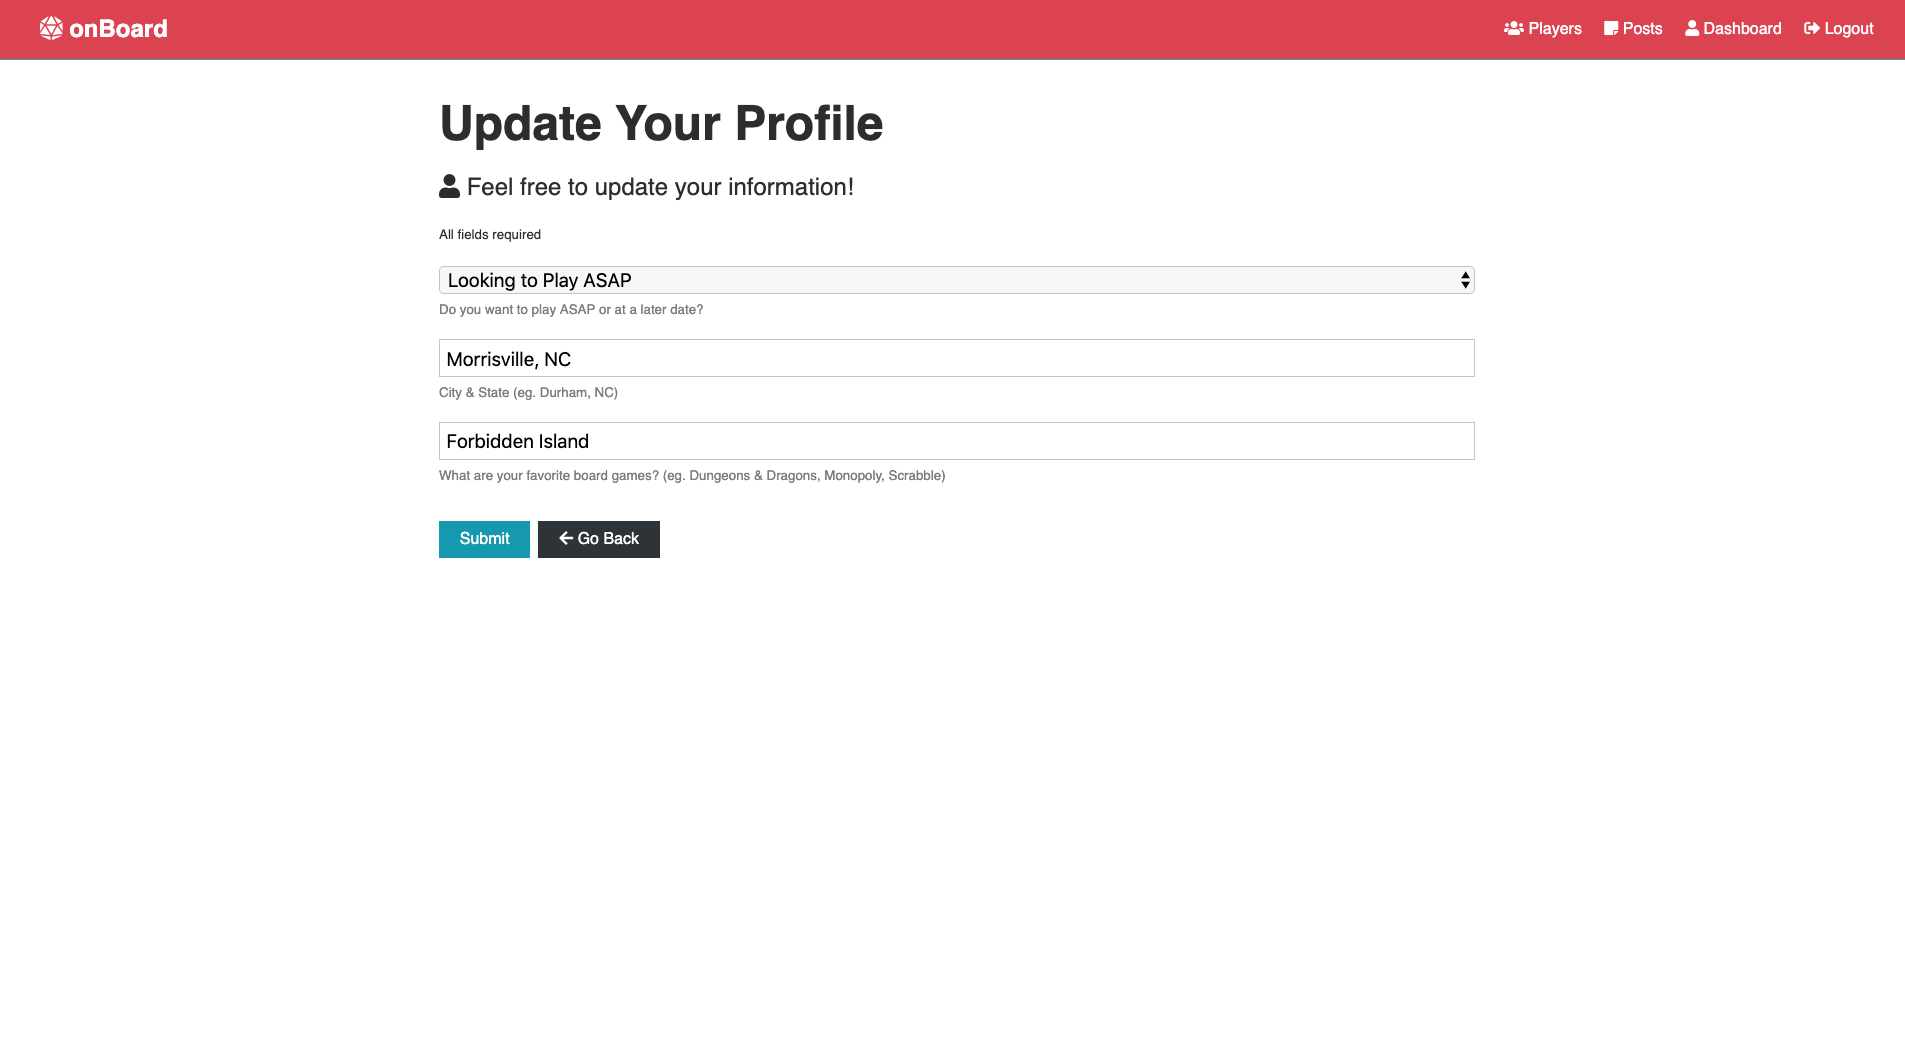 onBoard
Players Posts Dashboard Logout
Update Your Profile
Feel free to update your information!
All fields required
Looking to Play ASAP
Do you want to play ASAP or at a later date?
Morrisville, NC
City & State (eg. Durham, NC)
Forbidden Island
What are your favorite board games? (eg. Dungeons & Dragons, Monopoly, Scrabble)
Submit Go Back